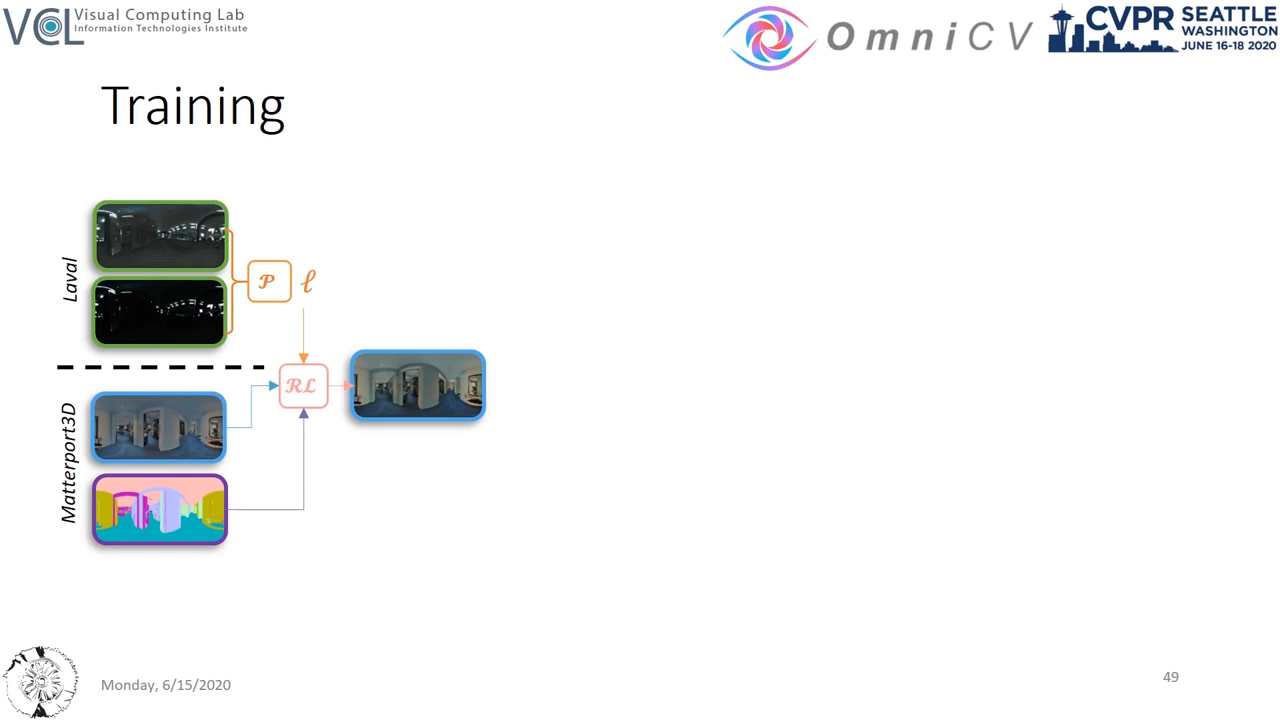 VCL Visual Computing Lab
Information Technologies Institute
OmniCV
CVPR SEATTLE
WASHINGTON
JUNE 16-18 2020
Training
Laval
𝒫 ℓ
ℛℒ
Matterport3D
Monday, 6/15/2020
49